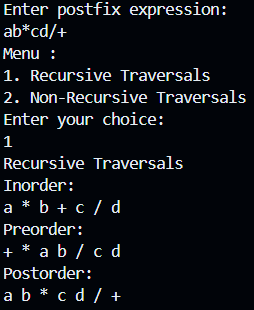 Enter postfix expression:
ab*cd/+
Menu :
1. Recursive Traversals
2. Non-Recursive Traversals
Enter your choice:
1
Recursive Traversals
Inorder:
a * b + c / d
Preorder:
+ * a b / c d
Postorder:
a b * c d / +